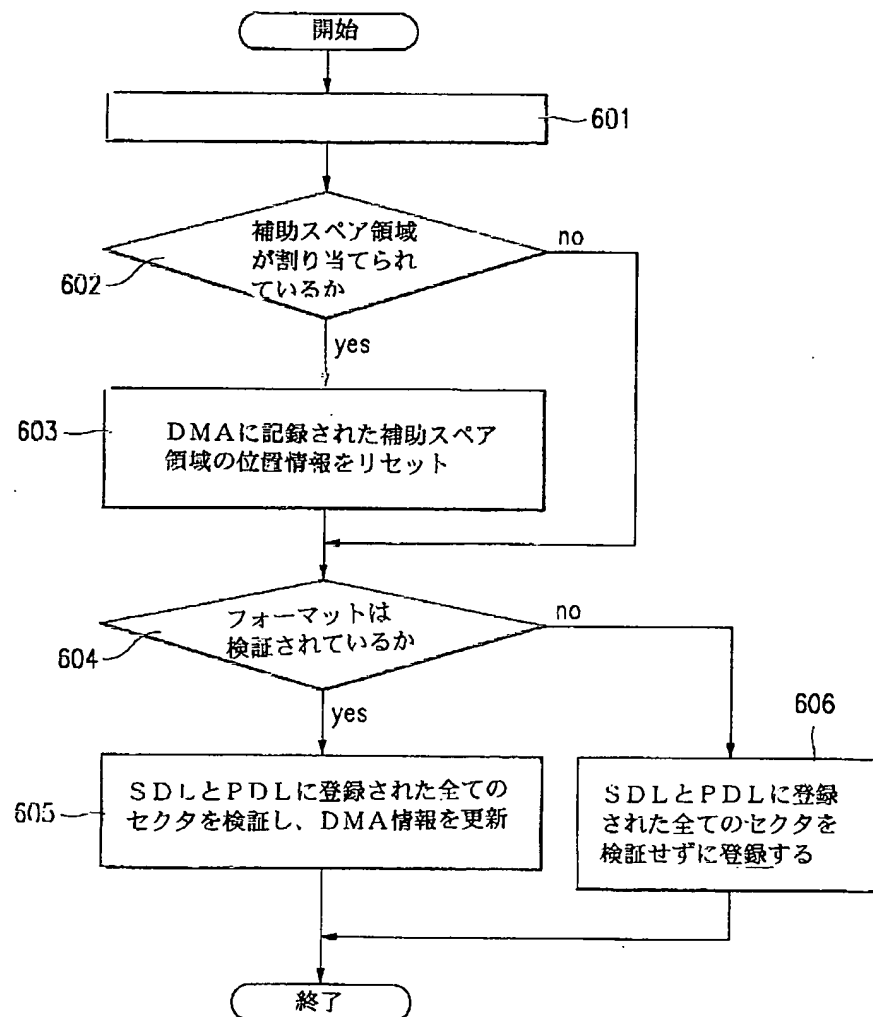 開始
601
補助スペア領域
が割り当てられ
ているか
no
602
yes
603
DMAに記録された補助スペア
領域の位置情報をリセット
フォーマットは
検証されているか
no
604
yes
606
605
SDLとPDLに登録された全ての
セクタを検証し、DMA情報を更新
SDLとPDLに登録
された全てのセクタを
検証せずに登録する
終了